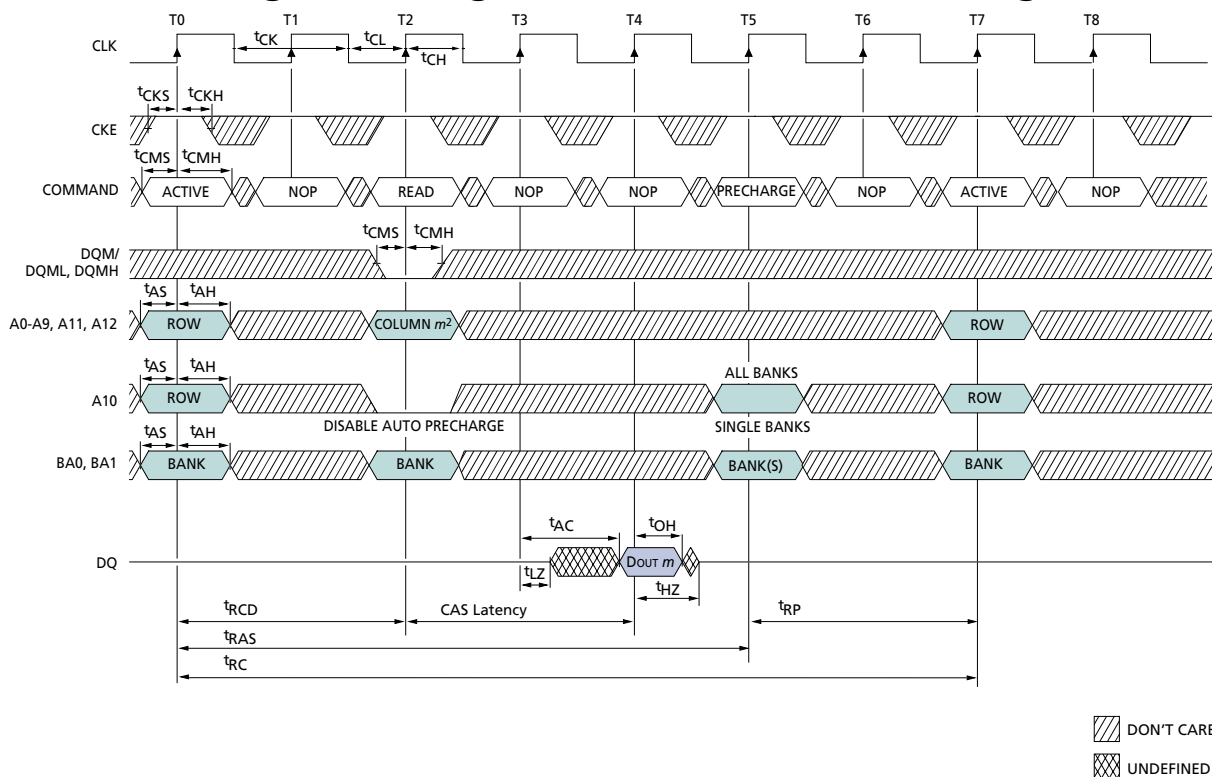 T0 T1 T2 T3 T4 T5 T6 T7 T8
CLK
tCK tCL
tCH
tCKS tCKH
CKE
tCMS tCMH
COMMAND ACTIVE NOP READ NOP NOP PRECHARGE NOP ACTIVE NOP
tCMS tCMH
DQM/
DQML, DQMH
tAS tAH
A0-A9, A11, A12 ROW COLUMN m2 ROW
tAS tAH ALL BANKS
A10 ROW ROW
DISABLE AUTO PRECHARGE SINGLE BANKS
tAS tAH
BA0, BA1 BANK BANK BANK(S) BANK
tAC tOH
DQ DOUT m
tLZ tHZ
tRCD CAS Latency tRP
tRAS
tRC
DON'T CARE
UNDEFINED